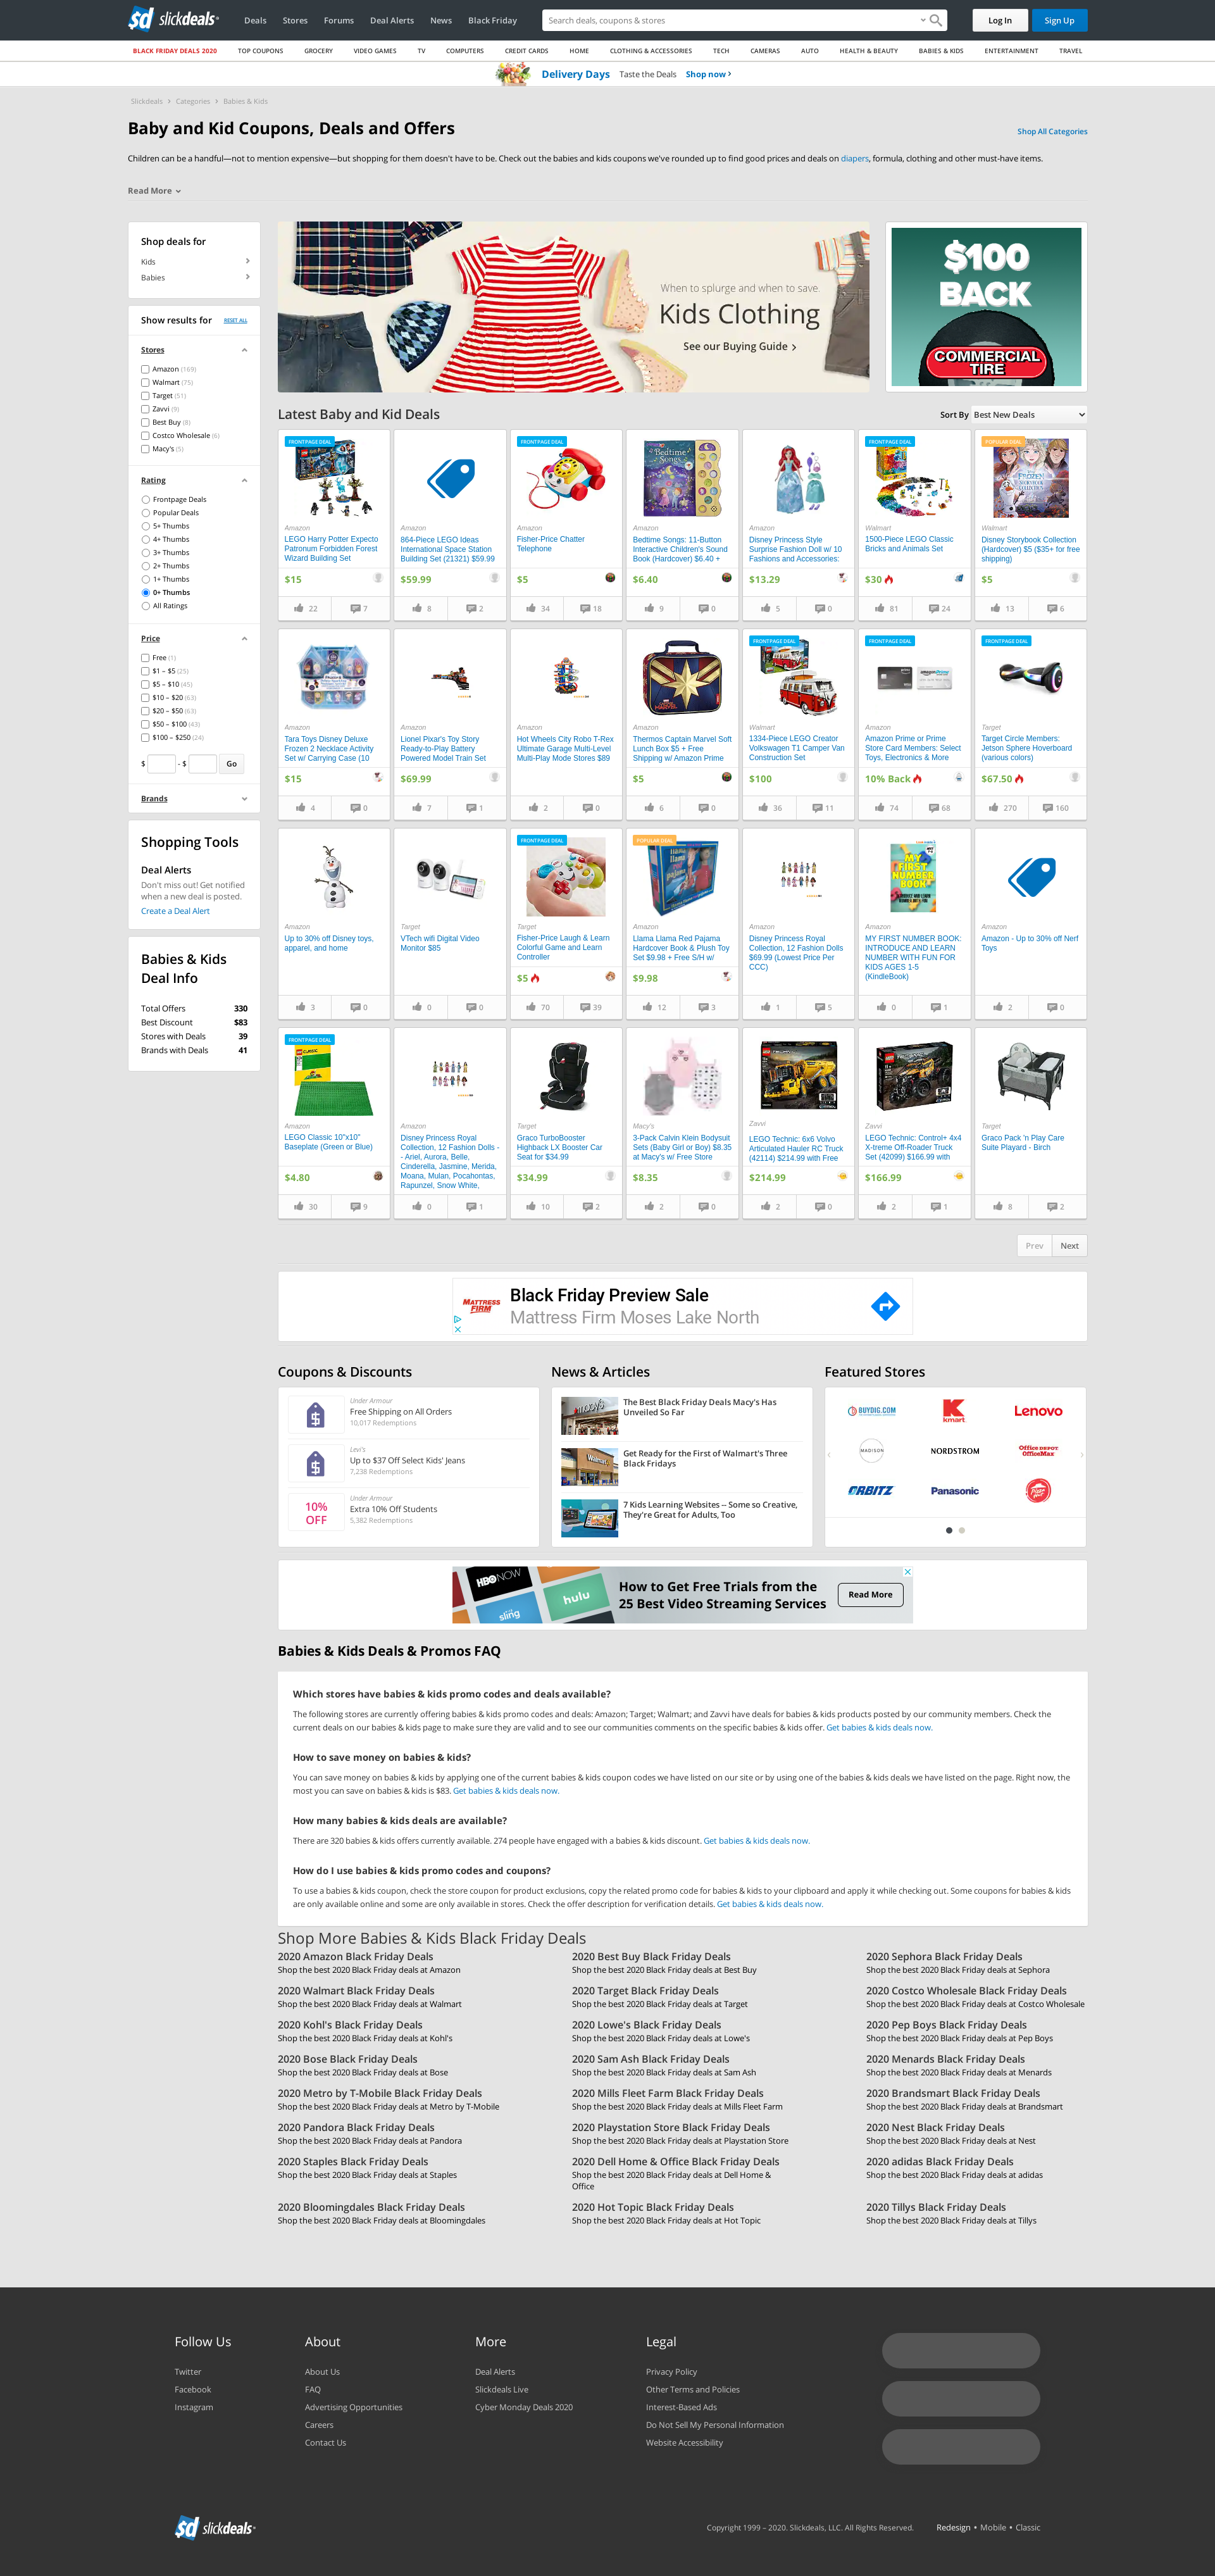 slickdeals
Deals Stores Forums Deal Alerts News Black Friday
Search deals, coupons & stores
Log In Sign Up
BLACK FRIDAY DEALS 2020 TOP COUPONS GROCERY VIDEO GAMES TV COMPUTERS CREDIT CARDS HOME CLOTHING & ACCESSORIES TECH CAMERAS AUTO HEALTH & BEAUTY BABIES & KIDS ENTERTAINMENT TRAVEL
Delivery Days Taste the Deals Shop now
Slickdeals Categories Babies & Kids
Baby and Kid Coupons, Deals and Offers
Shop All Categories
Children can be a handful—not to mention expensive—but shopping for them doesn't have to be. Check out the babies and kids coupons we've rounded up to find good prices and deals on diapers, formula, clothing and other must-have items.
Read More
Shop deals for
Kids
Babies
Show results for RESET ALL
Stores
Amazon (169)
Walmart (75)
Target (51)
Zavvi (9)
Best Buy (8)
Costco Wholesale (6)
Macy's (5)
Rating
Frontpage Deals
Popular Deals
5+ Thumbs
4+ Thumbs
3+ Thumbs
2+ Thumbs
1+ Thumbs
0+ Thumbs
All Ratings
Price
Free (1)
$1 – $5 (25)
$5 – $10 (45)
$10 – $20 (63)
$20 – $50 (63)
$50 – $100 (43)
$100 – $250 (24)
$ - $ Go
Brands
Shopping Tools
Deal Alerts
Don't miss out! Get notified
when a new deal is posted.
Create a Deal Alert
Babies & Kids
Deal Info
Total Offers 330
Best Discount $83
Stores with Deals 39
Brands with Deals 41
When to splurge and when to save.
Kids Clothing
See our Buying Guide
$100
BACK
COMMERCIAL
TIRE
Latest Baby and Kid Deals
Sort By Best New Deals
FRONTPAGE DEAL
Amazon
LEGO Harry Potter Expecto
Patronum Forbidden Forest
Wizard Building Set
$15
22 7
Amazon
864-Piece LEGO Ideas
International Space Station
Building Set (21321) $59.99
$59.99
8 2
FRONTPAGE DEAL
Amazon
Fisher-Price Chatter
Telephone
$5
34 18
Bedtime
Songs
Amazon
Bedtime Songs: 11-Button
Interactive Children's Sound
Book (Hardcover) $6.40 +
$6.40
9 0
Amazon
Disney Princess Style
Surprise Fashion Doll w/ 10
Fashions and Accessories:
$13.29
5 0
FRONTPAGE DEAL
Walmart
1500-Piece LEGO Classic
Bricks and Animals Set
$30
81 24
POPULAR DEAL
FROZEN
Walmart
Disney Storybook Collection
(Hardcover) $5 ($35+ for free
shipping)
$5
13 6
Amazon
Tara Toys Disney Deluxe
Frozen 2 Necklace Activity
Set w/ Carrying Case (10
$15
4 0
Amazon
Lionel Pixar's Toy Story
Ready-to-Play Battery
Powered Model Train Set
$69.99
7 1
Amazon
Hot Wheels City Robo T-Rex
Ultimate Garage Multi-Level
Multi-Play Mode Stores $89
2 0
Amazon
Thermos Captain Marvel Soft
Lunch Box $5 + Free
Shipping w/ Amazon Prime
$5
6 0
FRONTPAGE DEAL
Walmart
1334-Piece LEGO Creator
Volkswagen T1 Camper Van
Construction Set
$100
36 11
FRONTPAGE DEAL
Amazon
Amazon Prime or Prime
Store Card Members: Select
Toys, Electronics & More
10% Back
74 68
FRONTPAGE DEAL
Target
Target Circle Members:
Jetson Sphere Hoverboard
(various colors)
$67.50
270 160
Amazon
Up to 30% off Disney toys,
apparel, and home
3 0
Target
VTech wifi Digital Video
Monitor $85
0 0
FRONTPAGE DEAL
Target
Fisher-Price Laugh & Learn
Colorful Game and Learn
Controller
$5
70 39
POPULAR DEAL
Amazon
Llama Llama Red Pajama
Hardcover Book & Plush Toy
Set $9.98 + Free S/H w/
$9.98
12 3
Amazon
Disney Princess Royal
Collection, 12 Fashion Dolls
$69.99 (Lowest Price Per
CCC)
1 5
MY FIRST
NUMBER
BOOK
Amazon
MY FIRST NUMBER BOOK:
INTRODUCE AND LEARN
NUMBER WITH FUN FOR
KIDS AGES 1-5
(KindleBook)
0 1
Amazon
Amazon - Up to 30% off Nerf
Toys
2 0
FRONTPAGE DEAL
CLASSIC
Amazon
LEGO Classic 10"x10"
Baseplate (Green or Blue)
$4.80
30 9
Amazon
Disney Princess Royal
Collection, 12 Fashion Dolls -
- Ariel, Aurora, Belle,
Cinderella, Jasmine, Merida,
Moana, Mulan, Pocahontas,
Rapunzel, Snow White,
0 1
Target
Graco TurboBooster
Highback LX Booster Car
Seat for $34.99
$34.99
10 2
Macy's
3-Pack Calvin Klein Bodysuit
Sets (Baby Girl or Boy) $8.35
at Macy's w/ Free Store
$8.35
2 0
Zavvi
LEGO Technic: 6x6 Volvo
Articulated Hauler RC Truck
(42114) $214.99 with Free
$214.99
2 0
Zavvi
LEGO Technic: Control+ 4x4
X-treme Off-Roader Truck
Set (42099) $166.99 with
$166.99
2 1
Target
Graco Pack 'n Play Care
Suite Playard - Birch
8 2
Prev Next
MATTRESS
FIRM
Black Friday Preview Sale
Mattress Firm Moses Lake North
Coupons & Discounts
Under Armour
Free Shipping on All Orders
10,017 Redemptions
Levi's
Up to $37 Off Select Kids' Jeans
7,238 Redemptions
10%
OFF
Under Armour
Extra 10% Off Students
5,382 Redemptions
News & Articles
The Best Black Friday Deals Macy's Has
Unveiled So Far
Get Ready for the First of Walmart's Three
Black Fridays
7 Kids Learning Websites -- Some so Creative,
They're Great for Adults, Too
Featured Stores
BUYDIG.COM Kmart Lenovo
MADISON NORDSTROM Office DEPOT
OfficeMax
ORBITZ Panasonic Pizza Hut
HBO NOW
sling
hulu
How to Get Free Trials from the
25 Best Video Streaming Services
Read More
Babies & Kids Deals & Promos FAQ
Which stores have babies & kids promo codes and deals available?
The following stores are currently offering babies & kids promo codes and deals: Amazon; Target; Walmart; and Zavvi have deals for babies & kids products posted by our community members. Check the
current deals on our babies & kids page to make sure they are valid and to see our communities comments on the specific babies & kids offer. Get babies & kids deals now.
How to save money on babies & kids?
You can save money on babies & kids by applying one of the current babies & kids coupon codes we have listed on our site or by using one of the babies & kids deals we have listed on the page. Right now, the
most you can save on babies & kids is $83. Get babies & kids deals now.
How many babies & kids deals are available?
There are 320 babies & kids offers currently available. 274 people have engaged with a babies & kids discount. Get babies & kids deals now.
How do I use babies & kids promo codes and coupons?
To use a babies & kids coupon, check the store coupon for product exclusions, copy the related promo code for babies & kids to your clipboard and apply it while checking out. Some coupons for babies & kids
are only available online and some are only available in stores. Check the offer description for verification details. Get babies & kids deals now.
Shop More Babies & Kids Black Friday Deals
2020 Amazon Black Friday Deals
Shop the best 2020 Black Friday deals at Amazon
2020 Best Buy Black Friday Deals
Shop the best 2020 Black Friday deals at Best Buy
2020 Sephora Black Friday Deals
Shop the best 2020 Black Friday deals at Sephora
2020 Walmart Black Friday Deals
Shop the best 2020 Black Friday deals at Walmart
2020 Target Black Friday Deals
Shop the best 2020 Black Friday deals at Target
2020 Costco Wholesale Black Friday Deals
Shop the best 2020 Black Friday deals at Costco Wholesale
2020 Kohl's Black Friday Deals
Shop the best 2020 Black Friday deals at Kohl's
2020 Lowe's Black Friday Deals
Shop the best 2020 Black Friday deals at Lowe's
2020 Pep Boys Black Friday Deals
Shop the best 2020 Black Friday deals at Pep Boys
2020 Bose Black Friday Deals
Shop the best 2020 Black Friday deals at Bose
2020 Sam Ash Black Friday Deals
Shop the best 2020 Black Friday deals at Sam Ash
2020 Menards Black Friday Deals
Shop the best 2020 Black Friday deals at Menards
2020 Metro by T-Mobile Black Friday Deals
Shop the best 2020 Black Friday deals at Metro by T-Mobile
2020 Mills Fleet Farm Black Friday Deals
Shop the best 2020 Black Friday deals at Mills Fleet Farm
2020 Brandsmart Black Friday Deals
Shop the best 2020 Black Friday deals at Brandsmart
2020 Pandora Black Friday Deals
Shop the best 2020 Black Friday deals at Pandora
2020 Playstation Store Black Friday Deals
Shop the best 2020 Black Friday deals at Playstation Store
2020 Nest Black Friday Deals
Shop the best 2020 Black Friday deals at Nest
2020 Staples Black Friday Deals
Shop the best 2020 Black Friday deals at Staples
2020 Dell Home & Office Black Friday Deals
Shop the best 2020 Black Friday deals at Dell Home &
Office
2020 adidas Black Friday Deals
Shop the best 2020 Black Friday deals at adidas
2020 Bloomingdales Black Friday Deals
Shop the best 2020 Black Friday deals at Bloomingdales
2020 Hot Topic Black Friday Deals
Shop the best 2020 Black Friday deals at Hot Topic
2020 Tillys Black Friday Deals
Shop the best 2020 Black Friday deals at Tillys
Follow Us
Twitter
Facebook
Instagram
About
About Us
FAQ
Advertising Opportunities
Careers
Contact Us
More
Deal Alerts
Slickdeals Live
Cyber Monday Deals 2020
Legal
Privacy Policy
Other Terms and Policies
Interest-Based Ads
Do Not Sell My Personal Information
Website Accessibility
slickdeals
Copyright 1999 – 2020. Slickdeals, LLC. All Rights Reserved. Redesign • Mobile • Classic